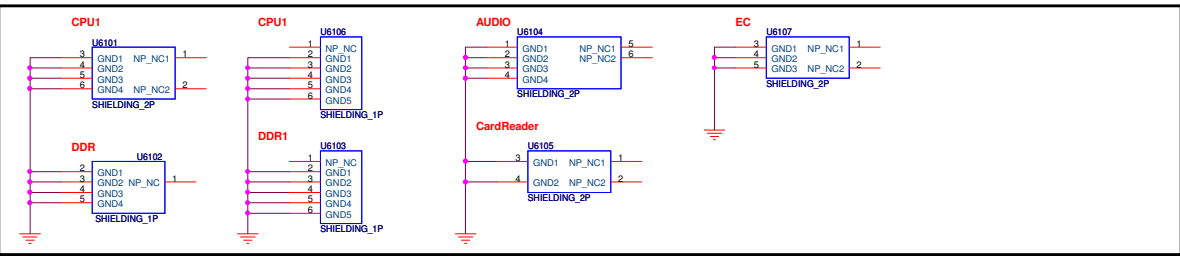 CPU1
U6101
3 GND1 NP_NC1 1
4 GND2
5 GND3
6 GND4 NP_NC2 2
SHIELDING_2P
DDR
U6102
2 GND1
3 GND2 NP_NC 1
4 GND3
5 GND4
SHIELDING_1P
CPU1
U6106
1 NP_NC
2 GND1
3 GND2
4 GND3
5 GND4
6 GND5
SHIELDING_1P
DDR1
U6103
1 NP_NC
2 GND1
3 GND2
4 GND3
5 GND4
6 GND5
SHIELDING_1P
AUDIO
U6104
1 GND1 NP_NC1 5
2 GND2 NP_NC2 6
3 GND3
4 GND4
SHIELDING_2P
CardReader
U6105
3 GND1 NP_NC1 1
4 GND2 NP_NC2 2
SHIELDING_2P
EC
U6107
3 GND1 NP_NC1 1
4 GND2
5 GND3 NP_NC2 2
SHIELDING_2P